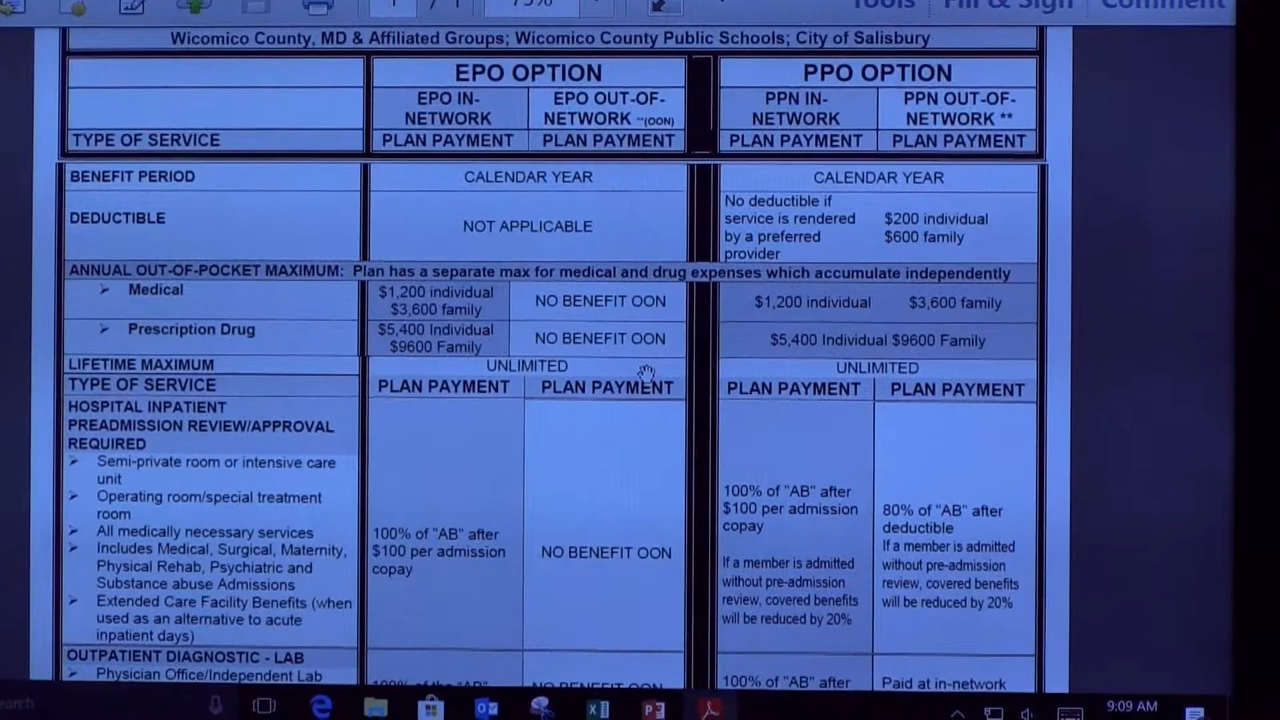 Tools
Fill & Sign
Comment
1 / 1
75%
Wicomico County, MD & Affiliated Groups; Wicomico County Public Schools; City of Salisbury
EPO OPTION
PPO OPTION
EPO IN-
NETWORK
EPO OUT-OF-
NETWORK **(OON)
PPN IN-
NETWORK
PPN OUT-OF-
NETWORK **
TYPE OF SERVICE
PLAN PAYMENT
PLAN PAYMENT
PLAN PAYMENT
PLAN PAYMENT
BENEFIT PERIOD
CALENDAR YEAR
CALENDAR YEAR
DEDUCTIBLE
NOT APPLICABLE
No deductible if
service is rendered
by a preferred
provider
$200 individual
$600 family
ANNUAL OUT-OF-POCKET MAXIMUM: Plan has a separate max for medical and drug expenses which accumulate independently
➢ Medical
$1,200 individual
$3,600 family
NO BENEFIT OON
$1,200 individual $3,600 family
➢ Prescription Drug
$5,400 Individual
$9600 Family
NO BENEFIT OON
$5,400 Individual $9600 Family
LIFETIME MAXIMUM
UNLIMITED
UNLIMITED
TYPE OF SERVICE
PLAN PAYMENT
PLAN PAYMENT
PLAN PAYMENT
PLAN PAYMENT
HOSPITAL INPATIENT
PREADMISSION REVIEW/APPROVAL
REQUIRED
➢ Semi-private room or intensive care
unit
➢ Operating room/special treatment
room
➢ All medically necessary services
➢ Includes Medical, Surgical, Maternity,
Physical Rehab, Psychiatric and
Substance abuse Admissions
➢ Extended Care Facility Benefits (when
used as an alternative to acute
inpatient days)
100% of "AB" after
$100 per admission
copay
NO BENEFIT OON
100% of "AB" after
$100 per admission
copay
If a member is admitted
without pre-admission
review, covered benefits
will be reduced by 20%
80% of "AB" after
deductible
If a member is admitted
without pre-admission
review, covered benefits
will be reduced by 20%
OUTPATIENT DIAGNOSTIC - LAB
➢ Physician Office/Independent Lab
100% of the "AB"
NO BENEFIT OON
100% of "AB" after
Paid at in-network
earch
9:09 AM